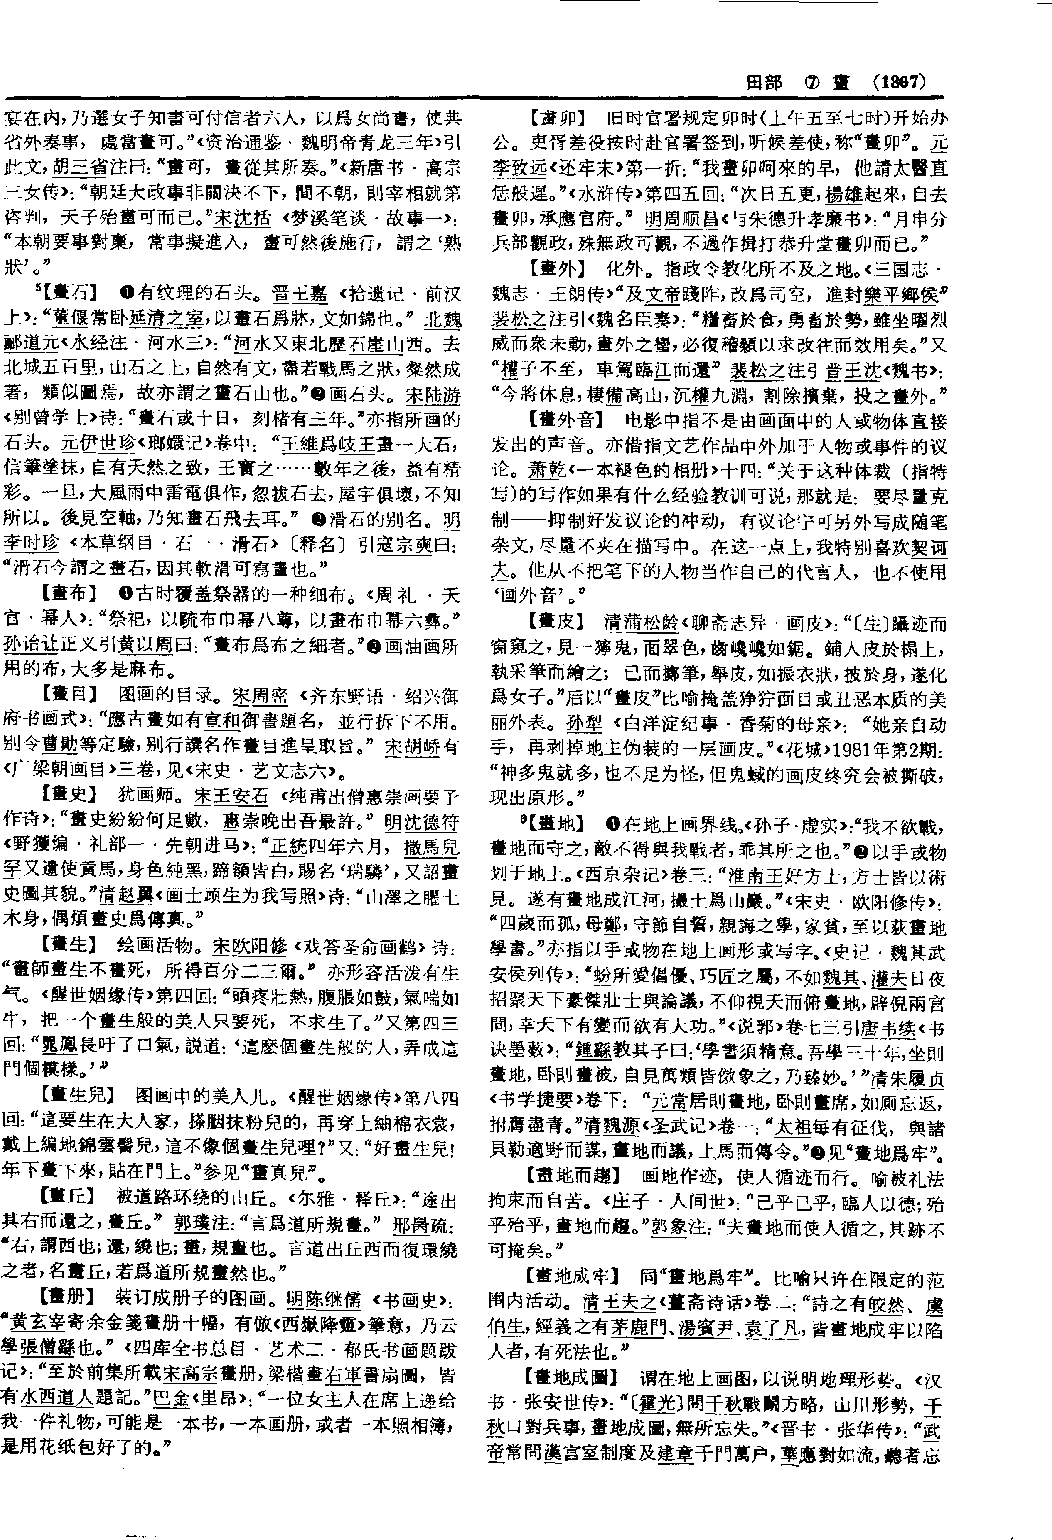 田部 ⑦ 畫 （1367）
宴在内，乃選女子知書可付信者六人，以爲女尚書，使典
省外奏事，處當畫可。”《资治通鉴·魏明帝青龙三年》引
此文，胡三省注曰：“畫可，畫從其所奏。”《新唐书·高宗
三女传》：“朝廷大政事非關決不下，間不朝，則宰相就第
咨判，天子殆畫可而已。”宋沈括《梦溪笔谈·故事一》：
“本朝要事對稟，常事擬進入，畫可然後施行，謂之‘熟
狀’。”
⁵【畫石】 ❶有纹理的石头。晋王嘉《拾遗记·前汉
上》：“董偃常卧延清之室，以畫石爲牀，文如錦也。”北魏
郦道元《水经注·河水三》：“河水又東北歷石崖山西。去
北城五百里，山石之上，自然有文，盡若戰馬之狀，粲然成
著，類似圖焉，故亦謂之畫石山也。”❷画石头。宋陆游
《别曾学士》诗：“畫石或十日，刻楮有三年。”亦指所画的
石头。元伊世珍《瑯嬛记》卷中：“王維爲岐王畫一大石，
信筆塗抹，自有天然之致，王寶之……數年之後，益有精
彩。一旦，大風雨中雷電俱作，忽拔石去，屋宇俱壞，不知
所以。後見空軸，乃知畫石飛去耳。”❸滑石的别名。明
李时珍《本草纲目·石一·滑石》〔释名〕引寇宗奭曰：
“滑石今謂之畫石，因其軟滑可寫畫也。”
【畫布】 ❶古时覆盖祭器的一种细布。《周礼·天
官·幂人》：“祭祀，以疏布巾幂八尊，以畫布巾幂六彝。”
孙诒让正义引黄以周曰：“畫布爲布之細者。”❷画油画所
用的布，大多是麻布。
【畫目】 图画的目录。宋周密《齐东野语·绍兴御
府书画式》：“應古畫如有宣和御書題名，並行拆下不用。
别令曹勛等定驗，别行譔名作畫目進呈取旨。”宋胡峤有
《广梁朝画目》三卷，见《宋史·艺文志六》。
【畫史】 犹画师。宋王安石《纯甫出僧惠崇画要予
作诗》：“畫史紛紛何足數，惠崇晚出吾最許。”明沈德符
《野獲编·礼部一·先朝进马》：“正統四年六月，撒馬兒
罕又遣使貢馬，身色純黑，蹄額皆白，賜名‘瑞駂’，又詔畫
史圖其貌。”清赵翼《画士顾生为我写照》诗：“山澤之臞土
木身，偶煩畫史爲傳真。”
【畫生】 绘画活物。宋欧阳修《戏答圣俞画鹤》诗：
“畫師畫生不畫死，所得百分二三爾。”亦形容活泼有生
气。《醒世姻缘传》第四回：“頭疼壯熱，腹脹如鼓，氣喘如
牛，把一个畫生般的美人只要死，不求生了。”又第四三
回：“晁鳳長吁了口氣，説道：‘這麽個畫生般的人，弄成這
們個模樣。’”
【畫生兒】 图画中的美人儿。《醒世姻缘传》第八四
回：“這要生在大人家，搽胭抹粉兒的，再穿上紬棉衣裳，
戴上編地錦雲髻兒，這不像個畫生兒哩？”又：“好畫生兒！
年下畫下來，貼在門上。”参见“畫真兒”。
【畫丘】 被道路环绕的山丘。《尔雅·释丘》：“途出
其右而還之，畫丘。”郭璞注：“言爲道所規畫。”邢昺疏：
“右，謂西也；還，繞也；畫，規畫也。言道出丘西而復環繞
之者，名畫丘，若爲道所規畫然也。”
【畫册】 装订成册子的图画。明陈继儒《书画史》：
“黄玄宰寄余金箋畫册十幅，有倣《西嶽降靈》筆意，乃云
學張僧繇也。”《四库全书总目·艺术二·郁氏书画题跋
记》：“至於前集所載宋高宗畫册，梁楷畫右軍書扇圖，皆
有水西道人題記。”巴金《里昂》：“一位女主人在席上递给
我一件礼物，可能是一本书，一本画册，或者一本照相簿，
是用花纸包好了的。”
【畫卯】 旧时官署规定卯时（上午五至七时）开始办
公。吏胥差役按时赴官署签到，听候差使，称“畫卯”。元
李致远《还牢末》第一折：“我畫卯呵來的早，他請太醫直
恁般遲。”《水浒传》第四五回：“次日五更，楊雄起來，自去
畫卯，承應官府。”明周顺昌《与朱德升孝廉书》：“月申分
兵部觀政，殊無政可觀，不過作揖打恭升堂畫卯而已。”
【畫外】 化外。指政令教化所不及之地。《三国志·
魏志·王朗传》“及文帝踐阼，改爲司空，進封樂平鄉侯”
裴松之注引《魏名臣奏》：“糧畜於食，勇畜於勢，雖坐曜烈
威而衆未動，畫外之蠻，必復稽顙以求改往而效用矣。”又
“權子不至，車駕臨江而還”裴松之注引晋王沈《魏书》：
“今將休息，棲備高山，沉權九淵，割除擯棄，投之畫外。”
【畫外音】 电影中指不是由画面中的人或物体直接
发出的声音。亦借指文艺作品中外加于人物或事件的议
论。萧乾《一本褪色的相册》十四：“关于这种体裁（指特
写）的写作如果有什么经验教训可说，那就是：要尽量克
制——抑制好发议论的冲动，有议论宁可另外写成随笔
杂文，尽量不夹在描写中。在这一点上，我特别喜欢契诃
夫。他从不把笔下的人物当作自己的代言人，也不使用
‘画外音’。”
【畫皮】 清蒲松龄《聊斋志异·画皮》：“〔生〕躡迹而
窗窺之，見一獰鬼，面翠色，齒巉巉如鋸。鋪人皮於榻上，
執采筆而繪之；已而擲筆，舉皮，如振衣狀，披於身，遂化
爲女子。”后以“畫皮”比喻掩盖狰狞面目或丑恶本质的美
丽外表。孙犁《白洋淀纪事·香菊的母亲》：“她亲自动
手，再剥掉地主伪装的一层画皮。”《花城》1981年第2期：
“神多鬼就多，也不足为怪，但鬼蜮的画皮终究会被撕破，
现出原形。”
⁶【畫地】 ❶在地上画界线。《孙子·虚实》：“我不欲戰，
畫地而守之，敵不得與我戰者，乖其所之也。”❷以手或物
划于地上。《西京杂记》卷三：“淮南王好方士，方士皆以術
見。遂有畫地成江河，撮土爲山巖。”《宋史·欧阳修传》：
“四歲而孤，母鄭，守節自誓，親誨之學，家貧，至以荻畫地
學書。”亦指以手或物在地上画形或写字。《史记·魏其武
安侯列传》：“蚡所愛倡優、巧匠之屬，不如魏其、灌夫日夜
招聚天下豪傑壯士與論議，不仰視天而俯畫地，辟倪兩宫
間，幸天下有變而欲有大功。”《说郛》卷七三引唐韦续《书
诀墨薮》：“鍾繇教其子曰：‘學書須精意。吾學三十年，坐則
畫地，卧則畫被，自見萬類皆倣象之，乃臻妙。’”清朱履贞
《书学捷要》卷下：“元常居則畫地，卧則畫席，如厠忘返，
拊膺盡青。”清魏源《圣武记》卷一：“太祖每有征伐，與諸
貝勒適野而謀，畫地而議，上馬而傳令。”❸见“畫地爲牢”。
【畫地而趨】 画地作迹，使人循迹而行。喻被礼法
拘束而自苦。《庄子·人间世》：“已乎已乎，臨人以德；殆
乎殆乎，畫地而趨。”郭象注：“夫畫地而使人循之，其跡不
可掩矣。”
【畫地成牢】 同“畫地爲牢”。比喻只许在限定的范
围内活动。清王夫之《薑斋诗话》卷二：“詩之有皎然、虞
伯生，經義之有茅鹿門、湯賓尹、袁了凡，皆畫地成牢以陷
人者，有死法也。”
【畫地成圖】 谓在地上画图，以说明地理形势。《汉
书·张安世传》：“〔霍光〕問千秋戰鬭方略，山川形勢，千
秋口對兵事，畫地成圖，無所忘失。”《晋书·张华传》：“武
帝常問漢宫室制度及建章千門萬户，華應對如流，聽者忘